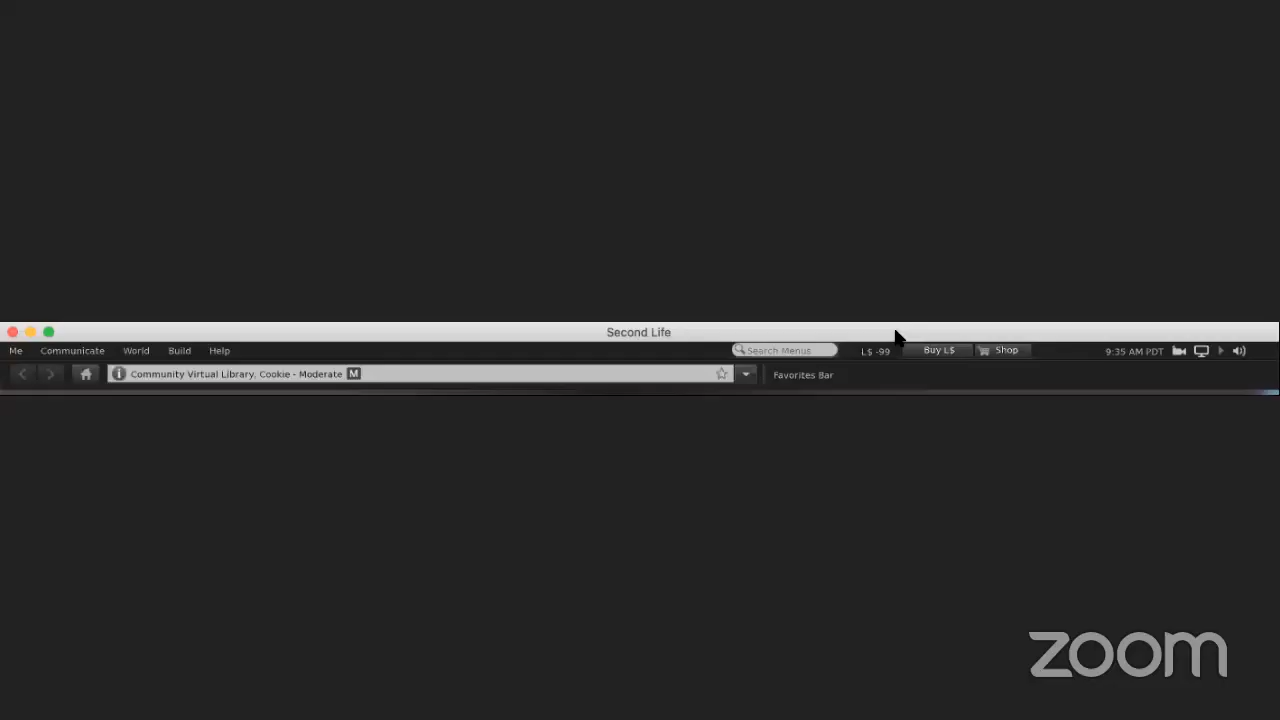 Second Life
Me Communicate World Build Help Search Menus L$ -99 Buy L$ Shop 9:35 AM PDT
Community Virtual Library, Cookie - Moderate M Favorites Bar
zoom